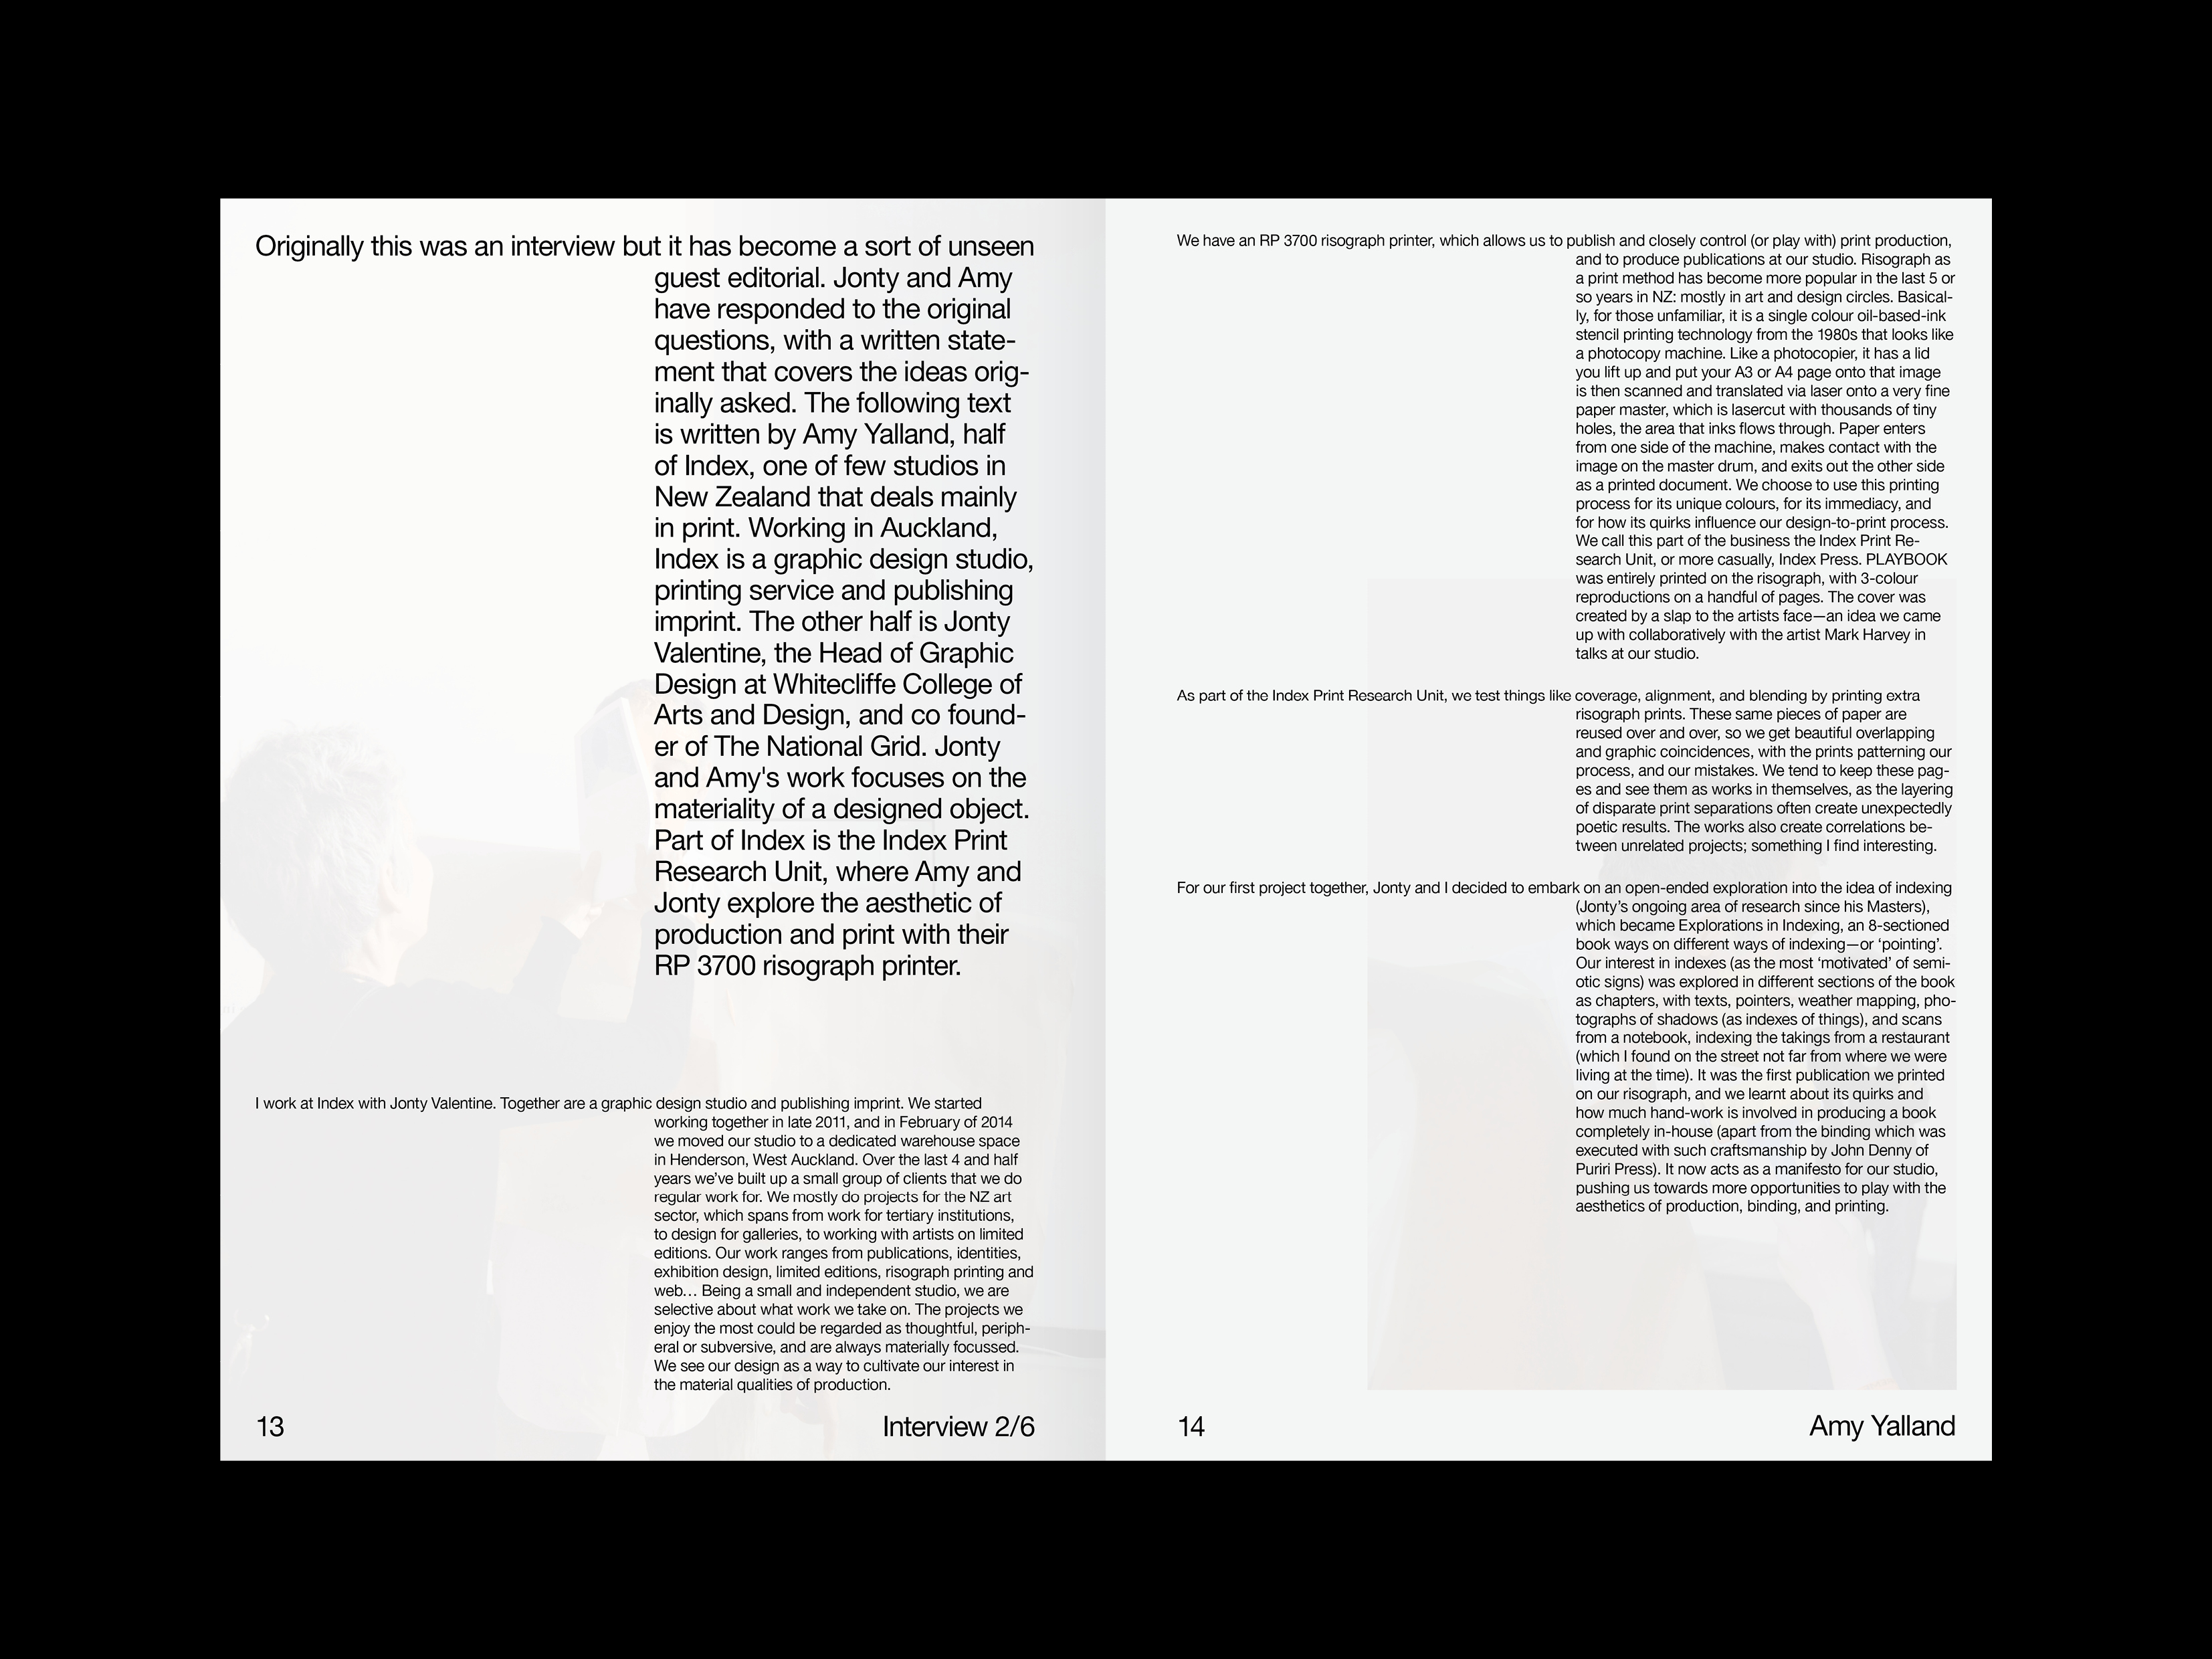 Originally this was an interview but it has become a sort of unseen
guest editorial. Jonty and Amy
have responded to the original
questions, with a written state-
ment that covers the ideas orig-
inally asked. The following text
is written by Amy Yalland, half
of Index, one of few studios in
New Zealand that deals mainly
in print. Working in Auckland,
Index is a graphic design studio,
printing service and publishing
imprint. The other half is Jonty
Valentine, the Head of Graphic
Design at Whitecliffe College of
Arts and Design, and co found-
er of The National Grid. Jonty
and Amy's work focuses on the
materiality of a designed object.
Part of Index is the Index Print
Research Unit, where Amy and
Jonty explore the aesthetic of
production and print with their
RP 3700 risograph printer.
I work at Index with Jonty Valentine. Together are a graphic design studio and publishing imprint. We started
working together in late 2011, and in February of 2014
we moved our studio to a dedicated warehouse space
in Henderson, West Auckland. Over the last 4 and half
years we’ve built up a small group of clients that we do
regular work for. We mostly do projects for the NZ art
sector, which spans from work for tertiary institutions,
to design for galleries, to working with artists on limited
editions. Our work ranges from publications, identities,
exhibition design, limited editions, risograph printing and
web… Being a small and independent studio, we are
selective about what work we take on. The projects we
enjoy the most could be regarded as thoughtful, periph-
eral or subversive, and are always materially focussed.
We see our design as a way to cultivate our interest in
the material qualities of production.
13
Interview 2/6
We have an RP 3700 risograph printer, which allows us to publish and closely control (or play with) print production,
and to produce publications at our studio. Risograph as
a print method has become more popular in the last 5 or
so years in NZ: mostly in art and design circles. Basical-
ly, for those unfamiliar, it is a single colour oil-based-ink
stencil printing technology from the 1980s that looks like
a photocopy machine. Like a photocopier, it has a lid
you lift up and put your A3 or A4 page onto that image
is then scanned and translated via laser onto a very fine
paper master, which is lasercut with thousands of tiny
holes, the area that inks flows through. Paper enters
from one side of the machine, makes contact with the
image on the master drum, and exits out the other side
as a printed document. We choose to use this printing
process for its unique colours, for its immediacy, and
for how its quirks influence our design-to-print process.
We call this part of the business the Index Print Re-
search Unit, or more casually, Index Press. PLAYBOOK
was entirely printed on the risograph, with 3-colour
reproductions on a handful of pages. The cover was
created by a slap to the artists face—an idea we came
up with collaboratively with the artist Mark Harvey in
talks at our studio.
As part of the Index Print Research Unit, we test things like coverage, alignment, and blending by printing extra
risograph prints. These same pieces of paper are
reused over and over, so we get beautiful overlapping
and graphic coincidences, with the prints patterning our
process, and our mistakes. We tend to keep these pag-
es and see them as works in themselves, as the layering
of disparate print separations often create unexpectedly
poetic results. The works also create correlations be-
tween unrelated projects; something I find interesting.
For our first project together, Jonty and I decided to embark on an open-ended exploration into the idea of indexing
(Jonty’s ongoing area of research since his Masters),
which became Explorations in Indexing, an 8-sectioned
book ways on different ways of indexing—or ‘pointing’.
Our interest in indexes (as the most ‘motivated’ of semi-
otic signs) was explored in different sections of the book
as chapters, with texts, pointers, weather mapping, pho-
tographs of shadows (as indexes of things), and scans
from a notebook, indexing the takings from a restaurant
(which I found on the street not far from where we were
living at the time). It was the first publication we printed
on our risograph, and we learnt about its quirks and
how much hand-work is involved in producing a book
completely in-house (apart from the binding which was
executed with such craftsmanship by John Denny of
Puriri Press). It now acts as a manifesto for our studio,
pushing us towards more opportunities to play with the
aesthetics of production, binding, and printing.
14
Amy Yalland